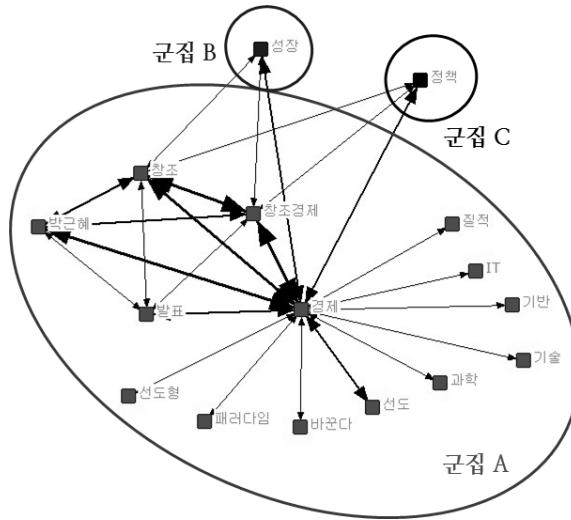 성장
군집 B
정책
군집 C
창조
창조경제
박근혜
질적
IT
경제
기반
발표
기술
과학
선도형
선도
패러다임
바꾼다
군집 A